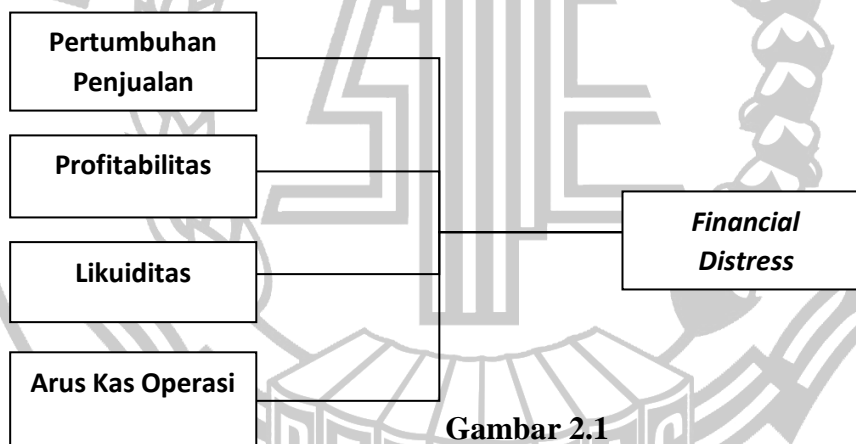 Pertumbuhan
Penjualan
Profitabilitas
Likuiditas
Arus Kas Operasi
Financial
Distress
Gambar 2.1